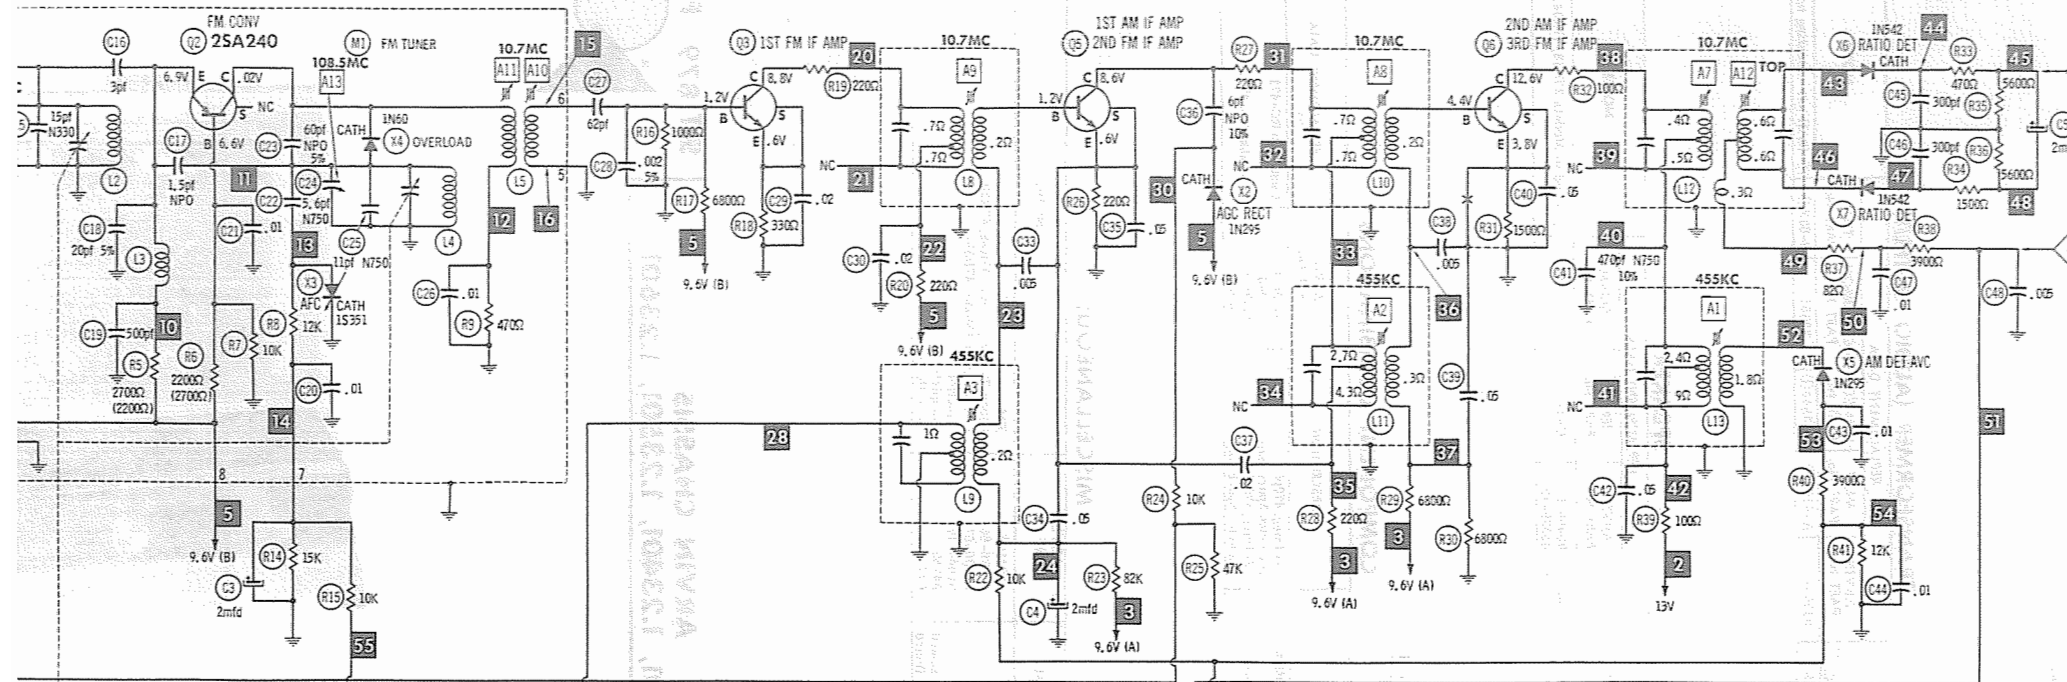 FM CONV
Q2 2SA240
M1 FM TUNER
108.5MC
A13
C16
3pf
6.9V
E
C
.02V
S
NC
B
6.6V
15pf
N330
L2
C17
1.5pf
NPO
11
C18
20pf 5%
L3
C21
.01
C19
500pf
10
R5
2700Ω
(2200Ω)
R6
2200Ω
(2700Ω)
R7
10K
C23
60pf
NPO
5%
C24
5.6pf
N750
C22
13
C25
11pf N750
X3
AFC
CATH
1S351
R8
12K
C20
.01
14
8
7
5
9.6V (B)
C3
2mfd
R14
15K
R15
10K
55
1N60
CATH
X4 OVERLOAD
L4
C26
.01
R9
470Ω
12
10.7MC
A11
A10
L5
15
6
5
16
C27
62pf
C28
.002
5%
R16
1000Ω
R17
6800Ω
5
9.6V (B)
Q3 1ST FM IF AMP
C
8.8V
1.2V
B
S
E
.6V
R18
330Ω
C29
.02
R19
220Ω
20
NC
21
10.7MC
A9
.7Ω
.7Ω
.2Ω
L8
C30
.02
22
R20
220Ω
5
9.6V (B)
23
C33
.005
455KC
A3
1Ω
.2Ω
L9
28
R22
10K
C34
.05
24
C4
2mfd
R23
82K
3
9.6V (A)
1ST AM IF AMP
Q5 2ND FM IF AMP
C
8.6V
1.2V
B
S
E
.6V
R26
220Ω
C35
.05
R27
220Ω
31
C36
6pf
NPO
10%
30
CATH
X2
AGC RECT
1N295
5
9.6V (B)
NC
32
R24
10K
R25
47K
C37
.02
10.7MC
A8
.7Ω
.7Ω
.2Ω
L10
33
455KC
A2
2.7Ω
4.3Ω
.3Ω
L11
NC
34
35
R28
220Ω
3
9.6V (A)
R29
6800Ω
3
9.6V (A)
36
37
C38
.005
C39
.05
R30
6800Ω
2ND AM IF AMP
Q6 3RD FM IF AMP
C
12.6V
4.4V
B
S
E
3.8V
R31
1500Ω
C40
.05
R32
100Ω
38
NC
39
10.7MC
A7
A12
TOP
.4Ω
.5Ω
.6Ω
.6Ω
.3Ω
L12
40
C41
470pf N750
10%
455KC
A1
2.4Ω
9Ω
1.8Ω
L13
NC
41
C42
.05
42
R39
100Ω
2
13V
1N542
X6 RATIO DET
CATH
43
44
R33
470Ω
45
C45
300pf
R35
5600Ω
C46
300pf
R36
5600Ω
46
47
CATH
1N542
X7 RATIO DET
R34
1500Ω
48
49
R37
82Ω
50
R38
3900Ω
C47
.01
C48
.005
51
52
CATH
X5 AM DET-AVC
1N295
53
C43
.01
R40
3900Ω
54
R41
12K
C44
.01